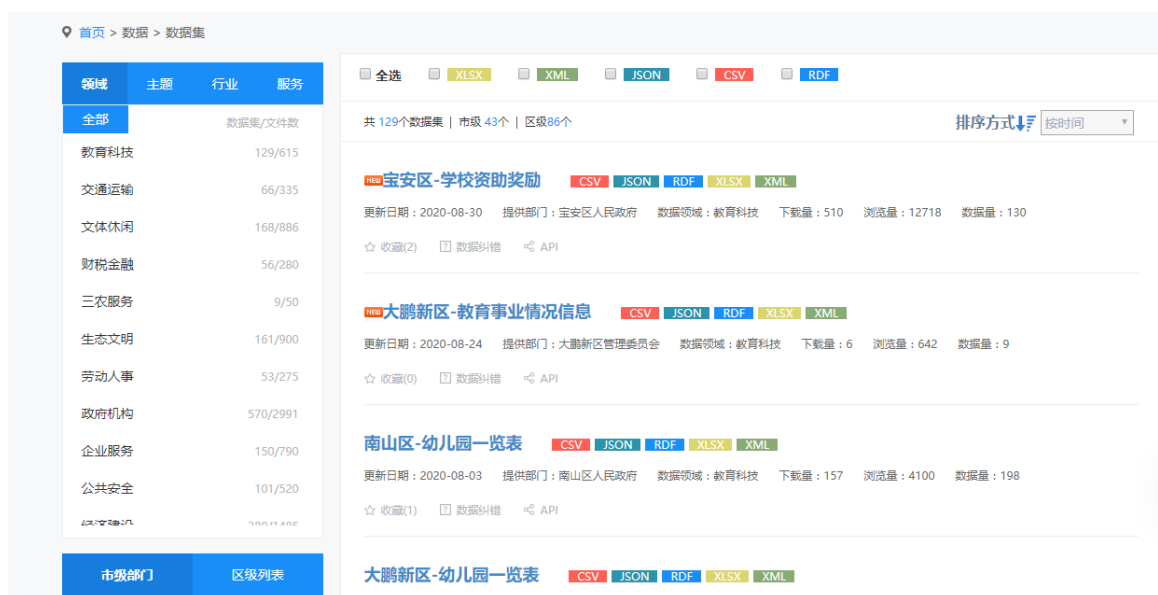 首页 > 数据 > 数据集
领域 主题 行业 服务
全部 数据集/文件数
教育科技 129/615
交通运输 66/335
文体休闲 168/886
财税金融 56/280
三农服务 9/50
生态文明 161/900
劳动人事 53/275
政府机构 570/2991
企业服务 150/790
公共安全 101/520
经济建设 289/1485
市级部门 区级列表
全选 XLSX XML JSON CSV RDF
共 129个数据集 | 市级 43个 | 区级86个 排序方式 按时间
NEW宝安区-学校资助奖励 CSV JSON RDF XLSX XML
更新日期:2020-08-30 提供部门:宝安区人民政府 数据领域:教育科技 下载量:510 浏览量:12718 数据量:130
收藏(2) 数据纠错 API
NEW大鹏新区-教育事业情况信息 CSV JSON RDF XLSX XML
更新日期:2020-08-24 提供部门:大鹏新区管理委员会 数据领域:教育科技 下载量:6 浏览量:642 数据量:9
收藏(0) 数据纠错 API
南山区-幼儿园一览表 CSV JSON RDF XLSX XML
更新日期:2020-08-03 提供部门:南山区人民政府 数据领域:教育科技 下载量:157 浏览量:4100 数据量:198
收藏(1) 数据纠错 API
大鹏新区-幼儿园一览表 CSV JSON RDF XLSX XML